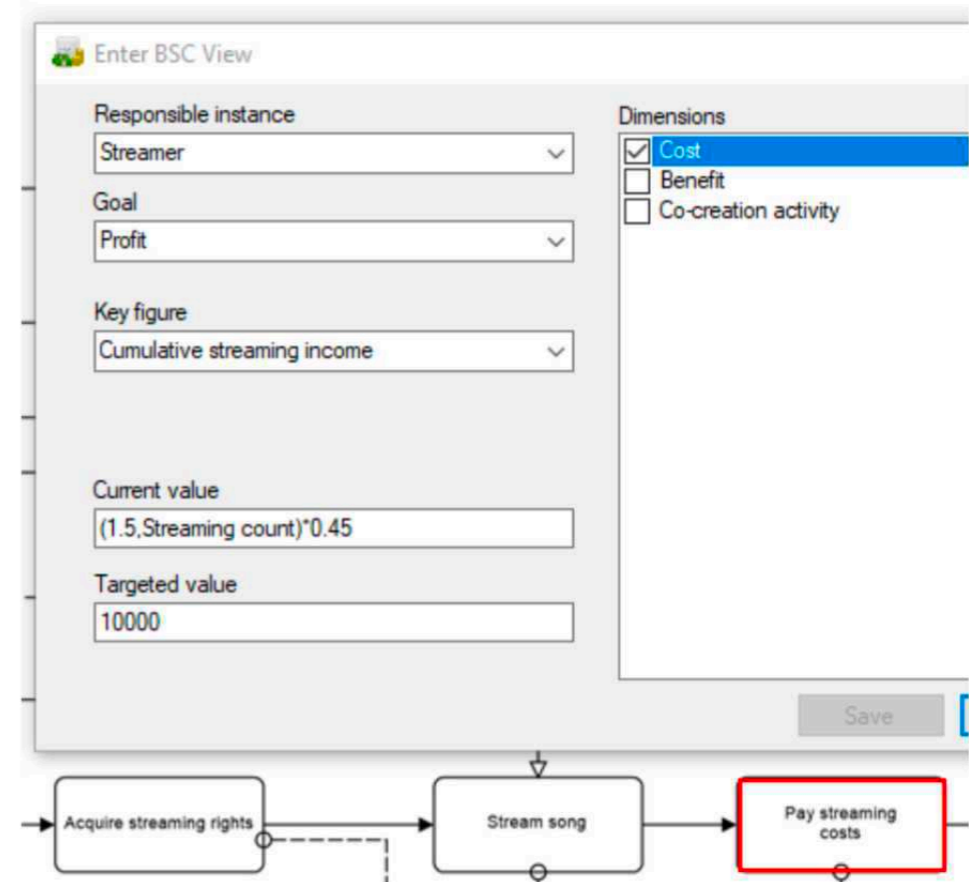 Enter BSC View
Responsible instance
Streamer
Goal
Profit
Key figure
Cumulative streaming income
Current value
(1.5,Streaming count)*0.45
Targeted value
10000
Dimensions
Cost
Benefit
Co-creation activity
Save
Acquire streaming rights
Stream song
Pay streaming
costs